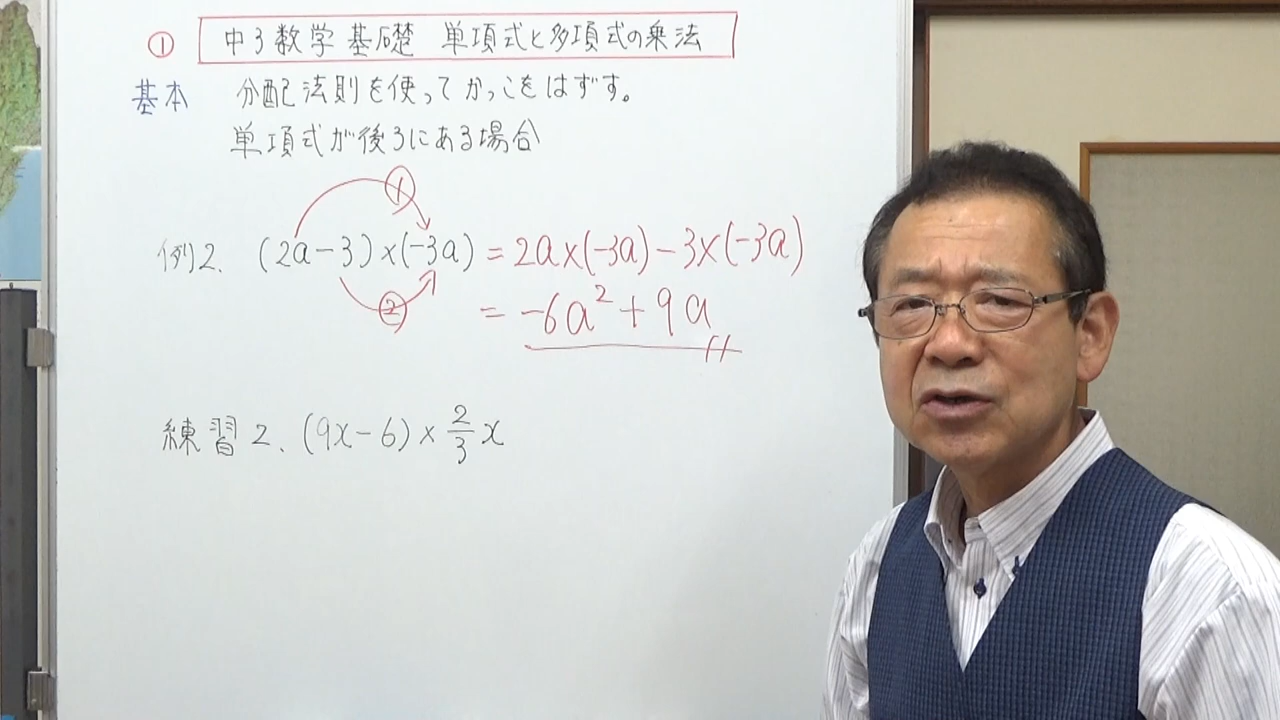 ① 中3数学 基礎 単項式と多項式の乗法
基本 分配法則を使ってかっこをはずす。
単項式が後ろにある場合
① 
例2. (2a-3)×(-3a) = 2a×(-3a)-3×(-3a)
②
= -6a²+9a
練習2. (9x-6)×2/3 x